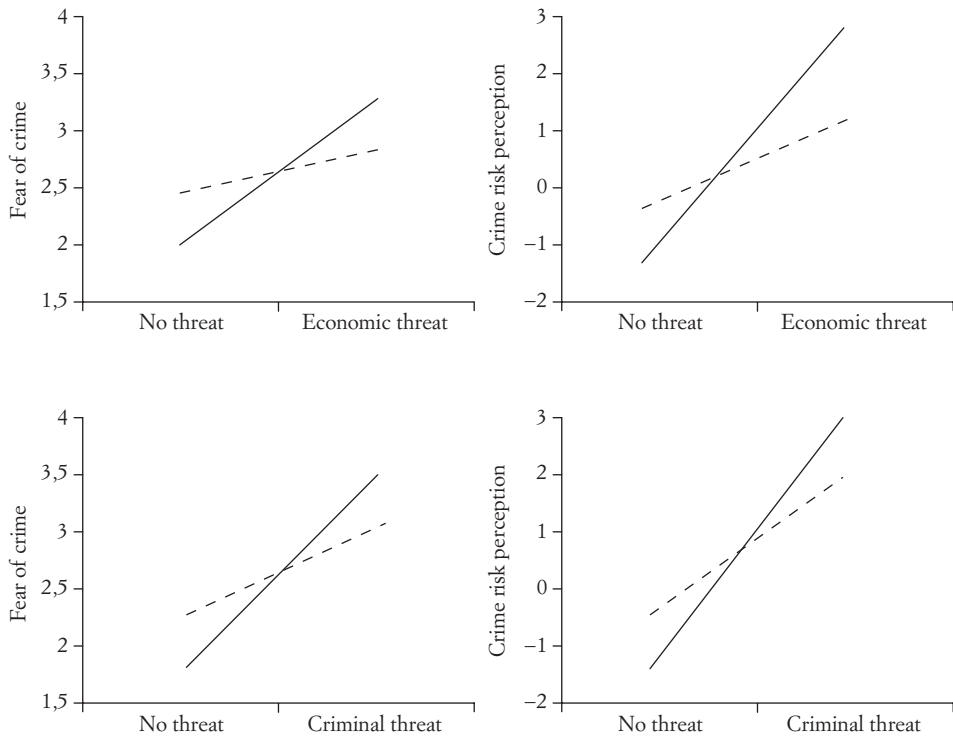 Fear of crime
4
3,5
3
2,5
2
1,5
No threat
Economic threat
Crime risk perception
3
2
1
0
−1
−2
No threat
Economic threat
Fear of crime
4
3,5
3
2,5
2
1,5
No threat
Criminal threat
Crime risk perception
3
2
1
0
−1
−2
No threat
Criminal threat